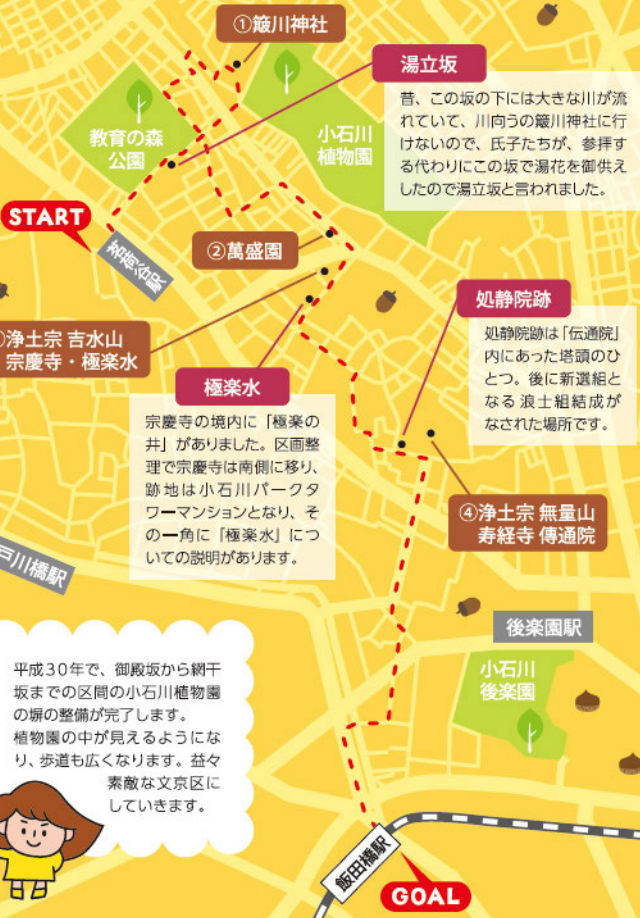 ①簸川神社
湯立坂
昔、この坂の下には大きな川が流
れていて、川向うの簸川神社に行
けないので、氏子たちが、参拝す
る代わりにこの坂で湯花を御供え
したので湯立坂と言われました。
教育の森
公園
小石川
植物園
START
茗荷谷駅
②萬盛園
浄土宗 吉水山
宗慶寺・極楽水
極楽水
宗慶寺の境内に「極楽の
井」がありました。区画整
理で宗慶寺は南側に移り、
跡地は小石川パークタ
ワーマンションとなり、そ
の一角に「極楽水」につ
いての説明があります。
処静院跡
処静院跡は「伝通院」
内にあった塔頭のひ
とつ。後に新選組と
なる 浪士組結成が
なされた場所です。
④浄土宗 無量山
寿経寺 傳通院
戸川橋駅
後楽園駅
小石川
後楽園
平成30年で、御殿坂から網干
坂までの区間の小石川植物園
の塀の整備が完了します。
植物園の中が見えるようにな
り、歩道も広くなります。益々
素敵な文京区に
していきます。
飯田橋駅
GOAL